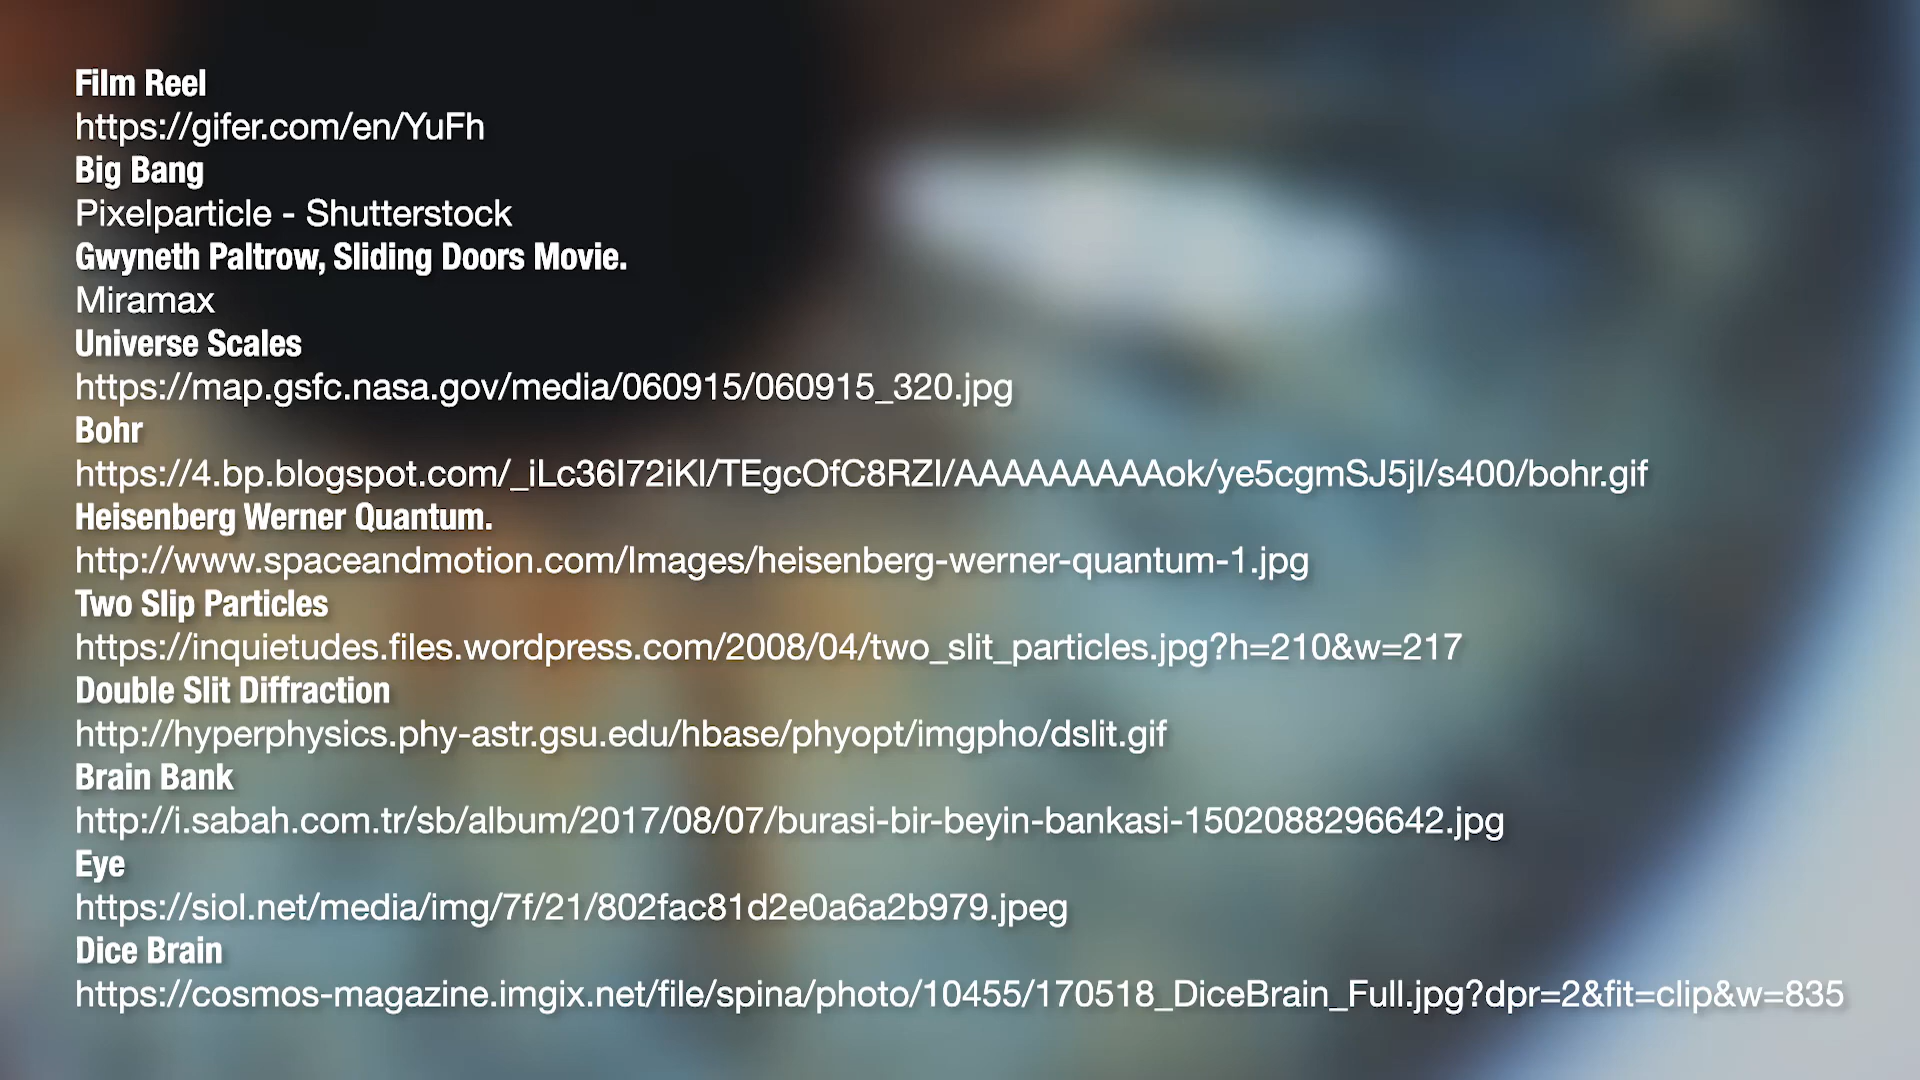 Film Reel
https://gifer.com/en/YuFh
Big Bang
Pixelparticle - Shutterstock
Gwyneth Paltrow, Sliding Doors Movie.
Miramax
Universe Scales
https://map.gsfc.nasa.gov/media/060915/060915_320.jpg
Bohr
https://4.bp.blogspot.com/_iLc36I72iKI/TEgcOfC8RZI/AAAAAAAAAok/ye5cgmSJ5jI/s400/bohr.gif
Heisenberg Werner Quantum.
http://www.spaceandmotion.com/Images/heisenberg-werner-quantum-1.jpg
Two Slip Particles
https://inquietudes.files.wordpress.com/2008/04/two_slit_particles.jpg?h=210&w=217
Double Slit Diffraction
http://hyperphysics.phy-astr.gsu.edu/hbase/phyopt/imgpho/dslit.gif
Brain Bank
http://i.sabah.com.tr/sb/album/2017/08/07/burasi-bir-beyin-bankasi-1502088296642.jpg
Eye
https://siol.net/media/img/7f/21/802fac81d2e0a6a2b979.jpeg
Dice Brain
https://cosmos-magazine.imgix.net/file/spina/photo/10455/170518_DiceBrain_Full.jpg?dpr=2&fit=clip&w=835